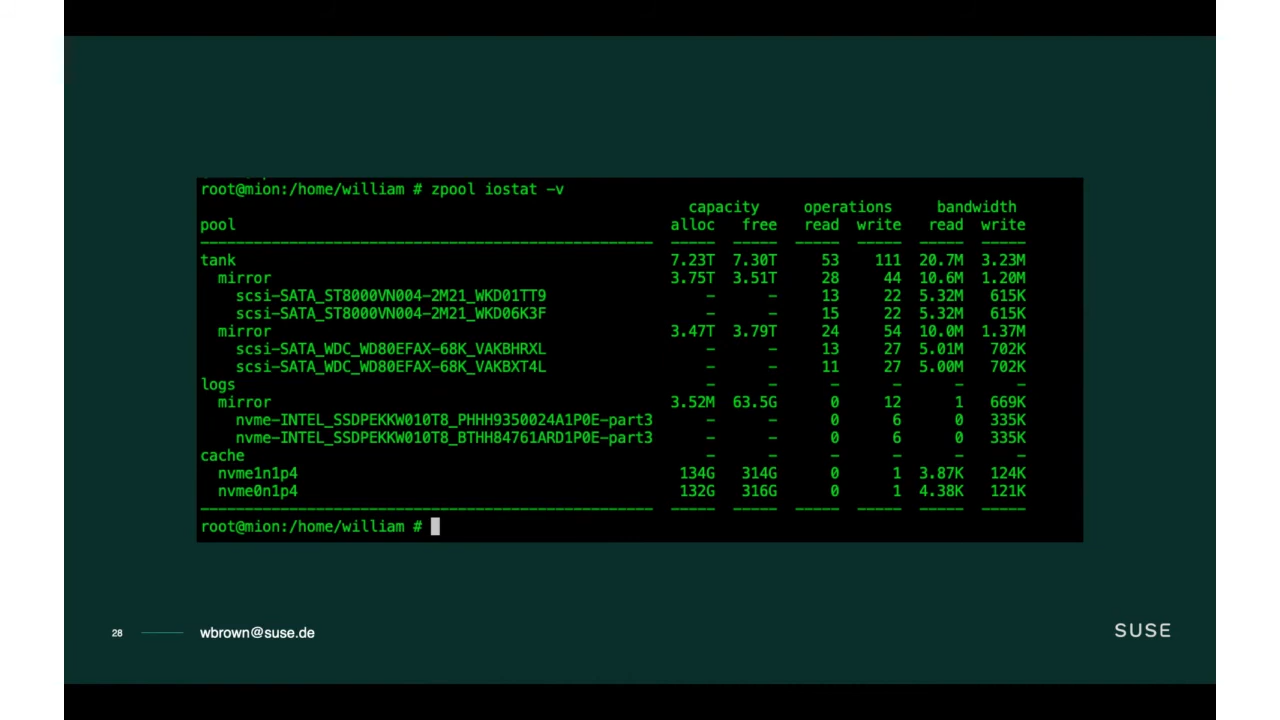 root@mion:/home/william # zpool iostat -v
capacity operations bandwidth
pool alloc free read write read write
---------------------------------------------------  -----  -----  -----  -----  -----  -----
tank 7.23T 7.30T 53 111 20.7M 3.23M
mirror 3.75T 3.51T 28 44 10.6M 1.20M
scsi-SATA_ST8000VN004-2M21_WKD01TT9 - - 13 22 5.32M 615K
scsi-SATA_ST8000VN004-2M21_WKD06K3F - - 15 22 5.32M 615K
mirror 3.47T 3.79T 24 54 10.0M 1.37M
scsi-SATA_WDC_WD80EFAX-68K_VAKBHRXL - - 13 27 5.01M 702K
scsi-SATA_WDC_WD80EFAX-68K_VAKBXT4L - - 11 27 5.00M 702K
logs - - - - - -
mirror 3.52M 63.5G 0 12 1 669K
nvme-INTEL_SSDPEKKW010T8_PHHH9350024A1P0E-part3 - - 0 6 0 335K
nvme-INTEL_SSDPEKKW010T8_BTHH84761ARD1P0E-part3 - - 0 6 0 335K
cache - - - - - -
nvme1n1p4 134G 314G 0 1 3.87K 124K
nvme0n1p4 132G 316G 0 1 4.38K 121K
---------------------------------------------------  -----  -----  -----  -----  -----  -----
root@mion:/home/william #
28 wbrown@suse.de SUSE